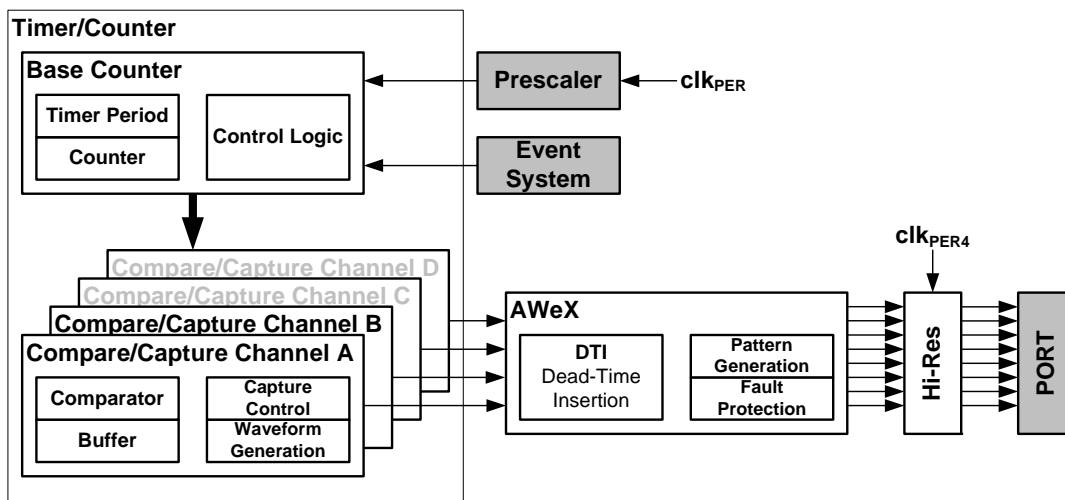 Timer/Counter
Base Counter
Timer Period
Counter
Control Logic
Prescaler
clkPER
Event
System
Compare/Capture Channel D
Compare/Capture Channel C
Compare/Capture Channel B
Compare/Capture Channel A
Comparator
Buffer
Capture
Control
Waveform
Generation
AWeX
DTI
Dead-Time
Insertion
Pattern
Generation
Fault
Protection
clkPER4
Hi-Res
PORT